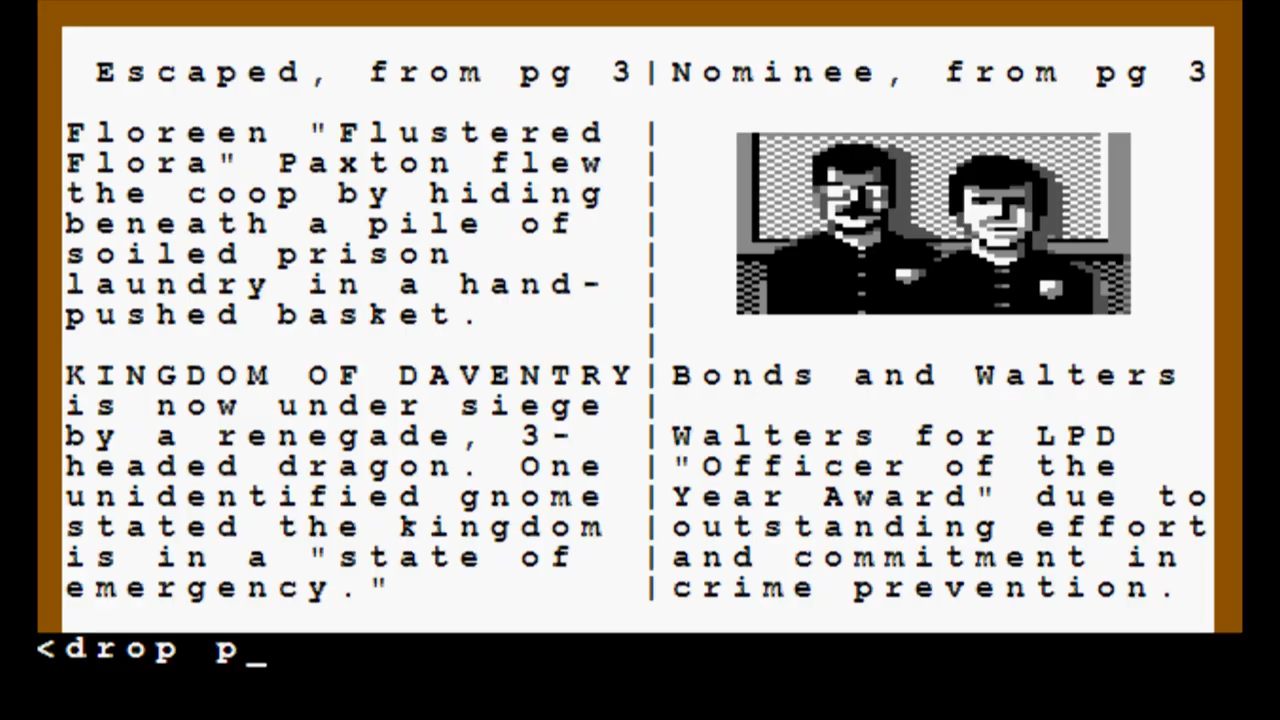 Escaped, from pg 3
Floreen "Flustered
Flora" Paxton flew
the coop by hiding
beneath a pile of
soiled prison
laundry in a hand-
pushed basket.
KINGDOM OF DAVENTRY
is now under siege
by a renegade, 3-
headed dragon. One
unidentified gnome
stated the kingdom
is in a "state of
emergency."
Nominee, from pg 3
Bonds and Walters
Walters for LPD
"Officer of the
Year Award" due to
outstanding effort
and commitment in
crime prevention.
<drop p_